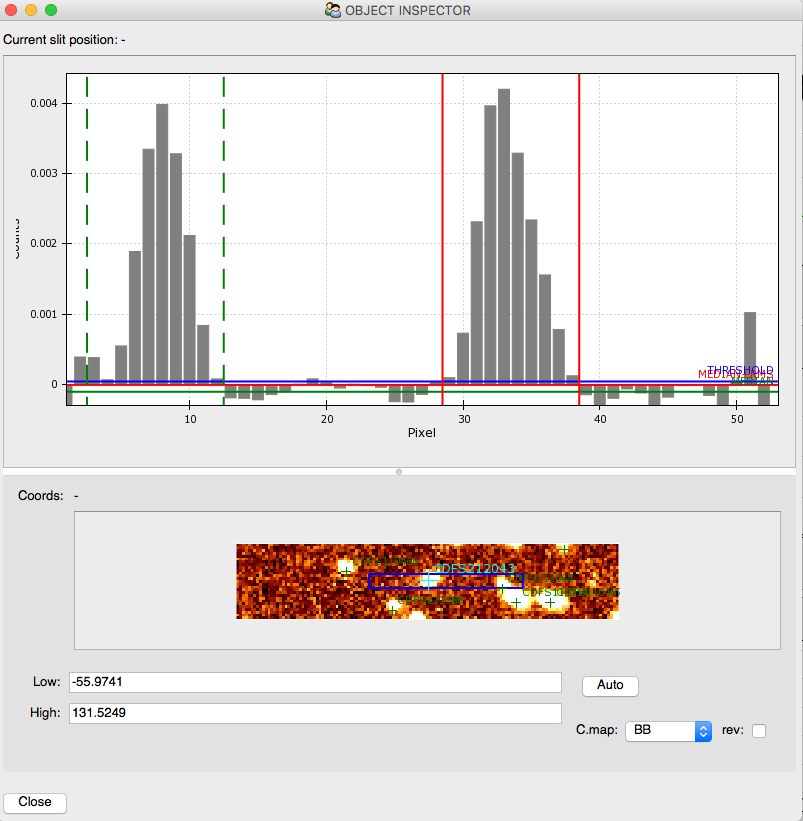 OBJECT INSPECTOR
Current slit position: -
0.004
0.003
0.002
0.001
0
Counts
THRESHOLD
10
20
30
40
50
Pixel
Coords: -
CDFS212043
Low: -55.9741
Auto
High: 131.5249
C.map: BB rev:
Close